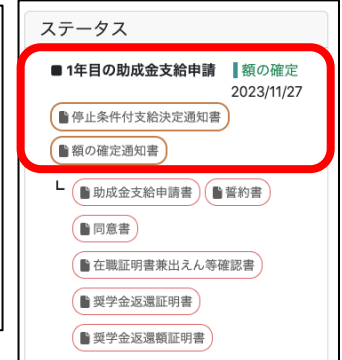 ステータス
■ 1年目の助成金支給申請 額の確定
2023/11/27
停止条件付支給決定通知書
額の確定通知書
└ 助成金支給申請書 誓約書
同意書
在職証明書兼出えん等確認書
奨学金返還証明書
奨学金返還額証明書